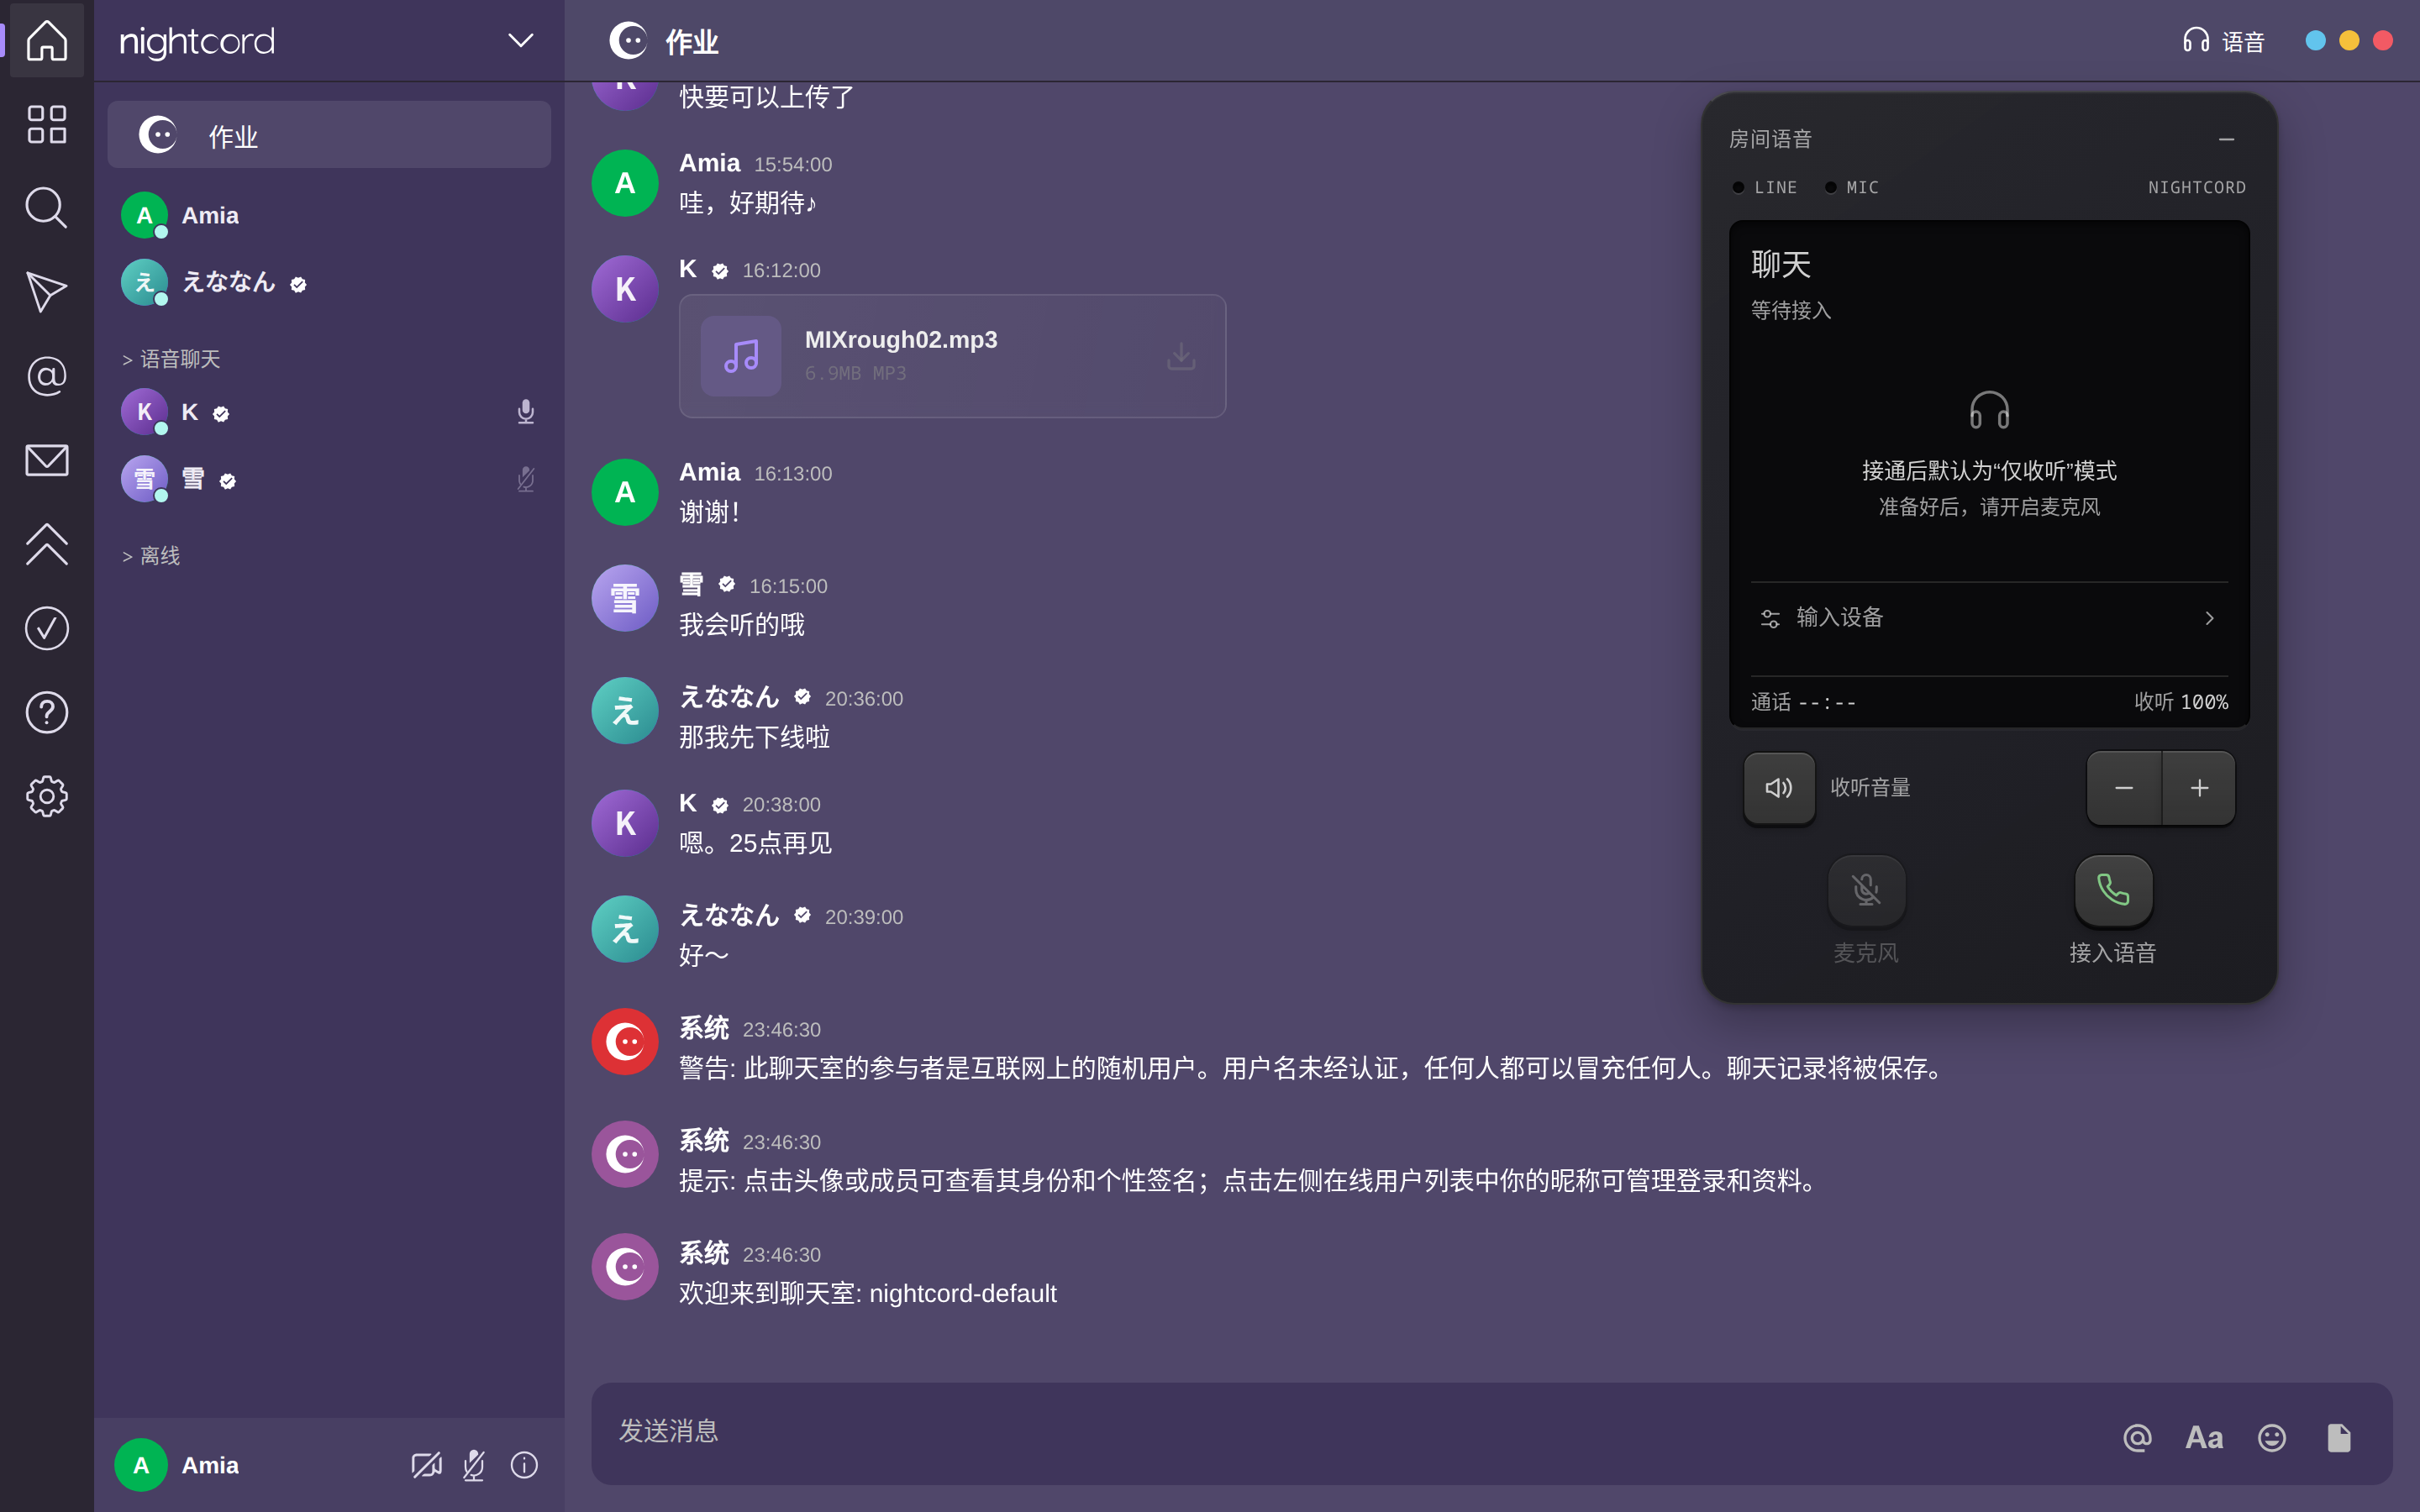 nightcord
作业
A Amia
え えななん
> 语音聊天
K K
雪 雪
> 离线
A Amia
作业
语音
快要可以上传了
A Amia 15:54:00
哇，好期待♪
K K 16:12:00
MIXrough02.mp3
6.9MB MP3
A Amia 16:13:00
谢谢！
雪 雪 16:15:00
我会听的哦
え えななん 20:36:00
那我先下线啦
K K 20:38:00
嗯。25点再见
え えななん 20:39:00
好～
系统 23:46:30
警告: 此聊天室的参与者是互联网上的随机用户。用户名未经认证，任何人都可以冒充任何人。聊天记录将被保存。
系统 23:46:30
提示: 点击头像或成员可查看其身份和个性签名；点击左侧在线用户列表中你的昵称可管理登录和资料。
系统 23:46:30
欢迎来到聊天室: nightcord-default
发送消息
Aa
房间语音
LINE MIC NIGHTCORD
聊天
等待接入
接通后默认为“仅收听”模式
准备好后，请开启麦克风
输入设备
通话 --:-- 收听 100%
收听音量
麦克风 接入语音